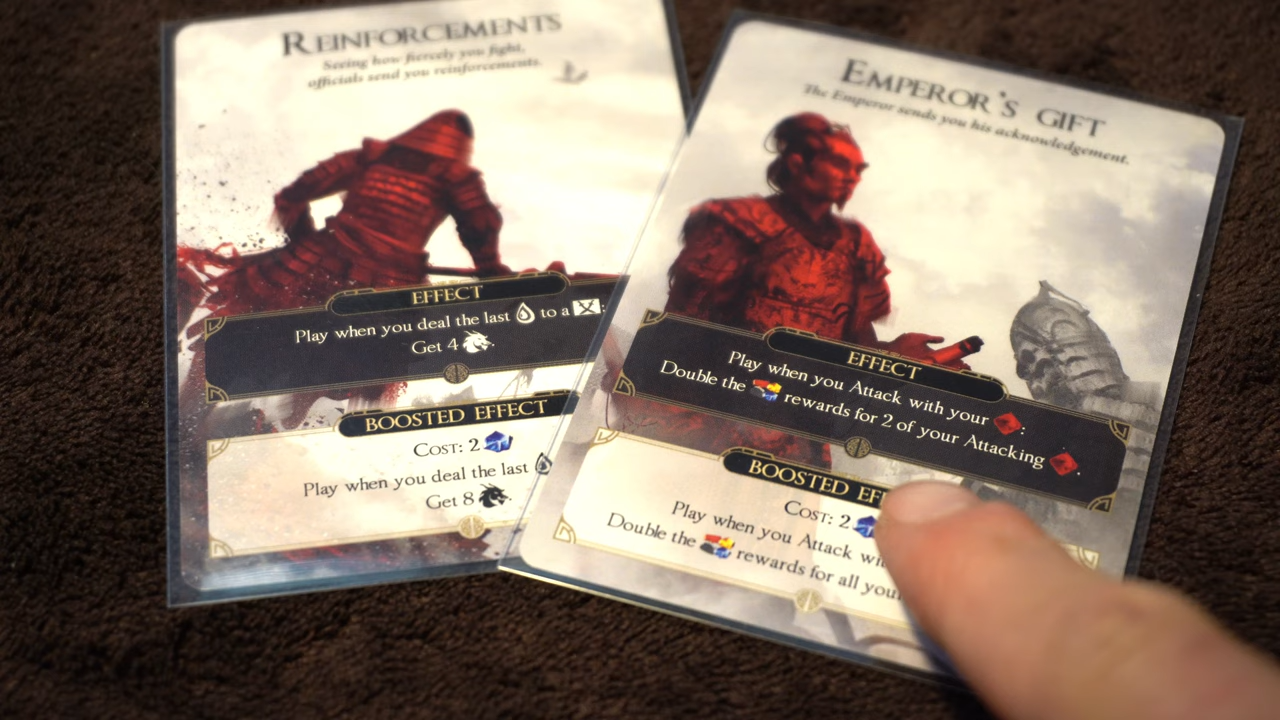 REINFORCEMENTS
Seeing how fiercely you fight,
officials send you reinforcements.
EFFECT
Play when you deal the last to a :
Get 4 .
BOOSTED EFFECT
COST: 2
Play when you deal the last
Get 8 .
EMPEROR'S GIFT
The Emperor sends you his acknowledgement.
EFFECT
Play when you Attack with your :
Double the rewards for 2 of your Attacking .
BOOSTED
COST: 2
Play when you Attack
Double the rewards for all